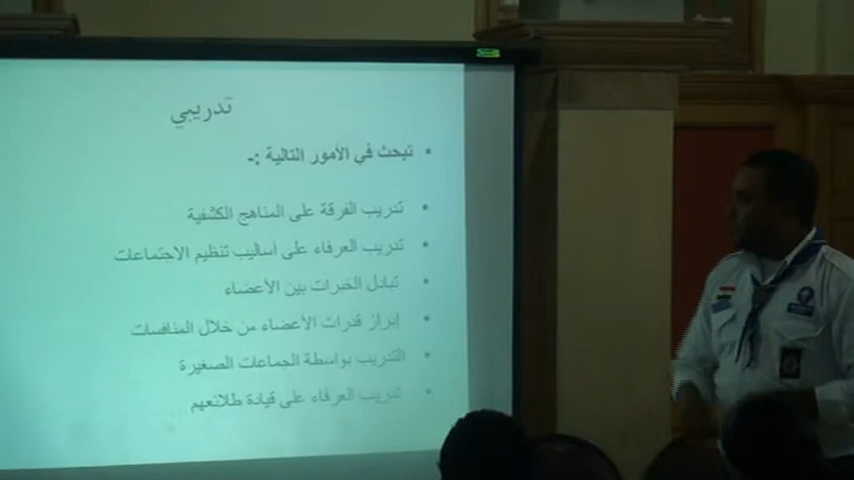 تدريبي
• تبحث في الأمور التالية :-
• تدريب الفرقة على المناهج الكشفية
• تدريب العرفاء على أساليب تنظيم الاجتماعات
• تبادل الخبرات بين الأعضاء
• إبراز قدرات الأعضاء من خلال المنافسات
• التدريب بواسطة الجماعات الصغيرة
• تدريب العرفاء على قيادة طلائعهم